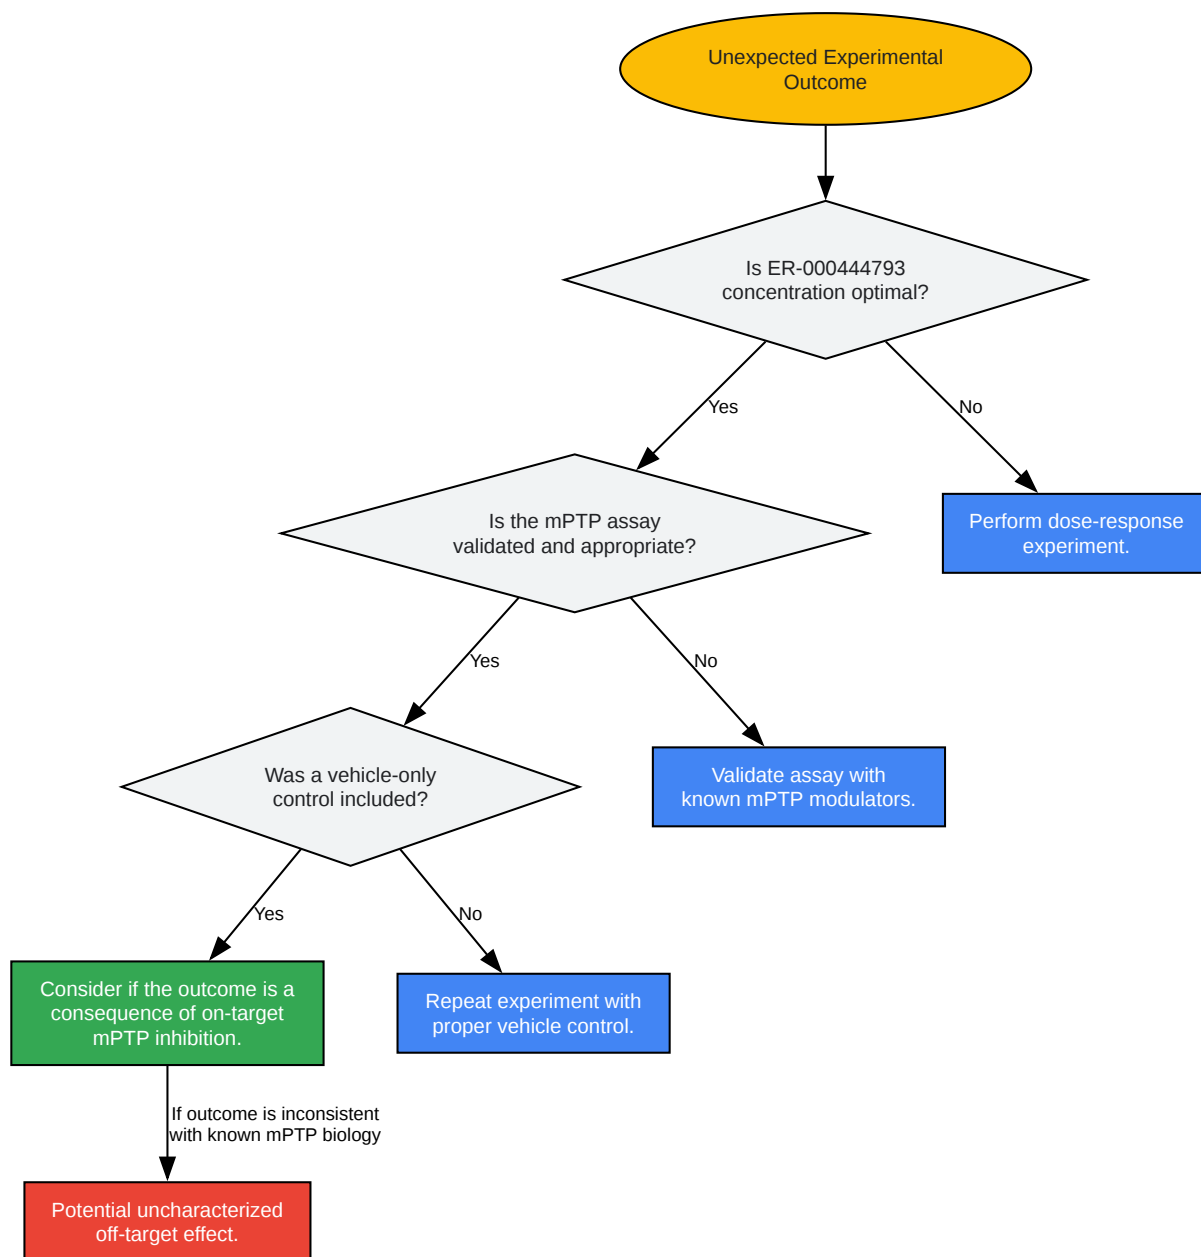 Unexpected Experimental
Outcome
Is ER-000444793
concentration optimal?
Yes
No
Is the mPTP assay
validated and appropriate?
Perform dose-response
experiment.
Yes
No
Was a vehicle-only
control included?
Validate assay with
known mPTP modulators.
Yes
No
Consider if the outcome is a
consequence of on-target
mPTP inhibition.
Repeat experiment with
proper vehicle control.
If outcome is inconsistent
with known mPTP biology
Potential uncharacterized
off-target effect.